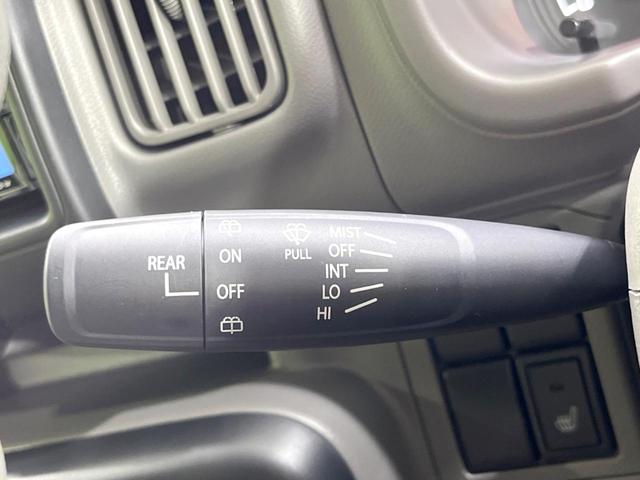 REAR
ON
OFF
PULL
MIST
OFF
INT
LO
HI